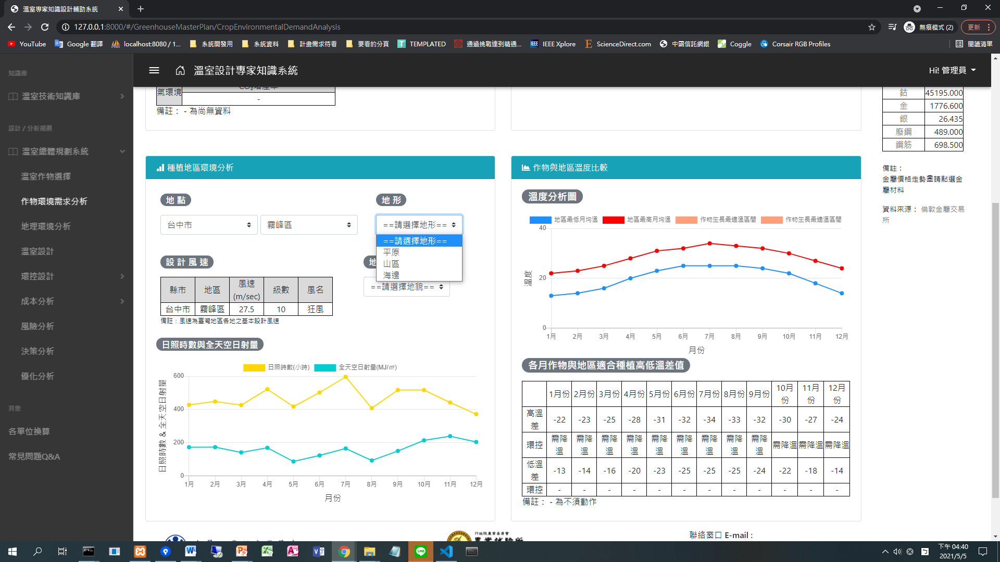 溫室專家知識設計輔助系統
127.0.0.1:8000/#/GreenhouseMasterPlan/CropEnvironmentalDemandAnalysis
無痕模式 (2)
更新
YouTube
Google 翻譯
localhost:8080 / 1...
系統開發用
系統資料
計畫需求待看
要看的分頁
TEMPLATED
通過挑戰達到精通...
IEEE Xplore
ScienceDirect.com
中國信託網銀
Coggle
Corsair RGB Profiles
閱讀清單
溫室設計專家知識系統
Hi! 管理員
知識庫
溫室技術知識庫
設計 / 分析規劃
溫室總體規劃系統
溫室作物選擇
作物環境需求分析
地理環境分析
溫室設計
環控設計
成本分析
風險分析
決策分析
優化分析
其他
各單位換算
常見問題Q&A
氣環境
-
備註： - 為尚無資料
鈷 45195.000
金 1776.600
銀 26.435
廢鋼 489.000
鋼筋 698.500
備註：
金屬價格走勢圖請點選金
屬材料
資料來源： 倫敦金屬交易
所
種植地區環境分析
地 點
地 形
台中市
霧峰區
==請選擇地形==
==請選擇地形==
平原
山區
海邊
設 計 風 速
地
==請選擇地貌==
縣市 地區 風速 (m/sec) 級數 風名
台中市 霧峰區 27.5 10 狂風
備註：風速為臺灣地區各地之基本設計風速
日照時數與全天空日射量
日照時數(小時) 全天空日射量(MJ/㎡)
日照時數 & 全天空日射量
600
400
200
0
1月 2月 3月 4月 5月 6月 7月 8月 9月 10月 11月 12月
月份
作物與地區溫度比較
溫度分析圖
地區最低月均溫 地區最高月均溫 作物生長最適溫區間 作物生長最適溫區間
溫度
40
20
0
1月 2月 3月 4月 5月 6月 7月 8月 9月 10月 11月 12月
月份
各月作物與地區適合種植高低溫差值
1月份 2月份 3月份 4月份 5月份 6月份 7月份 8月份 9月份 10月份 11月份 12月份
高溫差 -22 -23 -25 -28 -31 -32 -34 -33 -32 -30 -27 -24
環控 需降溫 需降溫 需降溫 需降溫 需降溫 需降溫 需降溫 需降溫 需降溫 需降溫 需降溫 需降溫
低溫差 -13 -14 -16 -20 -23 -25 -25 -25 -24 -22 -18 -14
環控 - - - - - - - - - - - -
備註： - 為不須動作
行政院農業委員會
農業試驗所
聯絡窗口 E-mail :
下午 04:40
2021/5/5